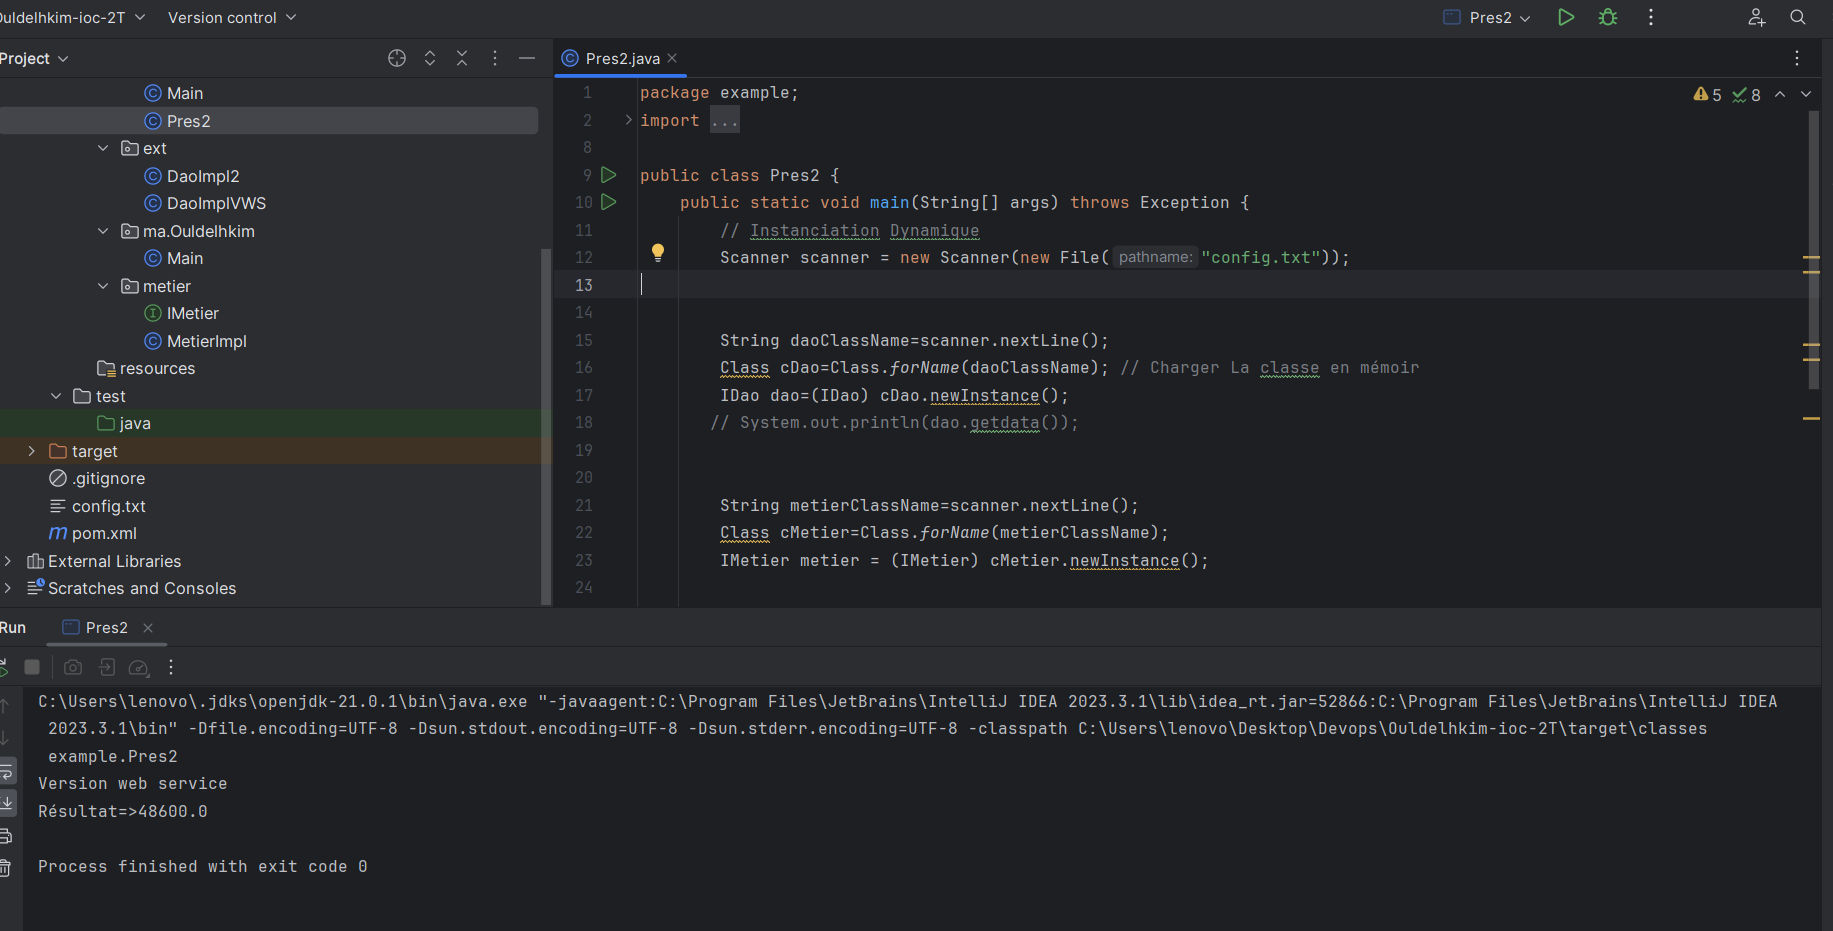 Ouldelhkim-ioc-2T Version control Pres2
Project
Main
Pres2
ext
DaoImpl2
DaoImplVWS
ma.Ouldelhkim
Main
metier
IMetier
MetierImpl
resources
test
java
target
.gitignore
config.txt
pom.xml
External Libraries
Scratches and Consoles
Pres2.java
5 8
1 package example;
2 import ...
8
9 public class Pres2 {
10 public static void main(String[] args) throws Exception {
11 // Instanciation Dynamique
12 Scanner scanner = new Scanner(new File( pathname: "config.txt"));
13
14
15 String daoClassName=scanner.nextLine();
16 Class cDao=Class.forName(daoClassName); // Charger La classe en mémoir
17 IDao dao=(IDao) cDao.newInstance();
18 // System.out.println(dao.getdata());
19
20
21 String metierClassName=scanner.nextLine();
22 Class cMetier=Class.forName(metierClassName);
23 IMetier metier = (IMetier) cMetier.newInstance();
24
Run Pres2
C:\Users\lenovo\.jdks\openjdk-21.0.1\bin\java.exe "-javaagent:C:\Program Files\JetBrains\IntelliJ IDEA 2023.3.1\lib\idea_rt.jar=52866:C:\Program Files\JetBrains\IntelliJ IDEA
2023.3.1\bin" -Dfile.encoding=UTF-8 -Dsun.stdout.encoding=UTF-8 -Dsun.stderr.encoding=UTF-8 -classpath C:\Users\lenovo\Desktop\Devops\Ouldelhkim-ioc-2T\target\classes
example.Pres2
Version web service
Résultat=>48600.0
Process finished with exit code 0